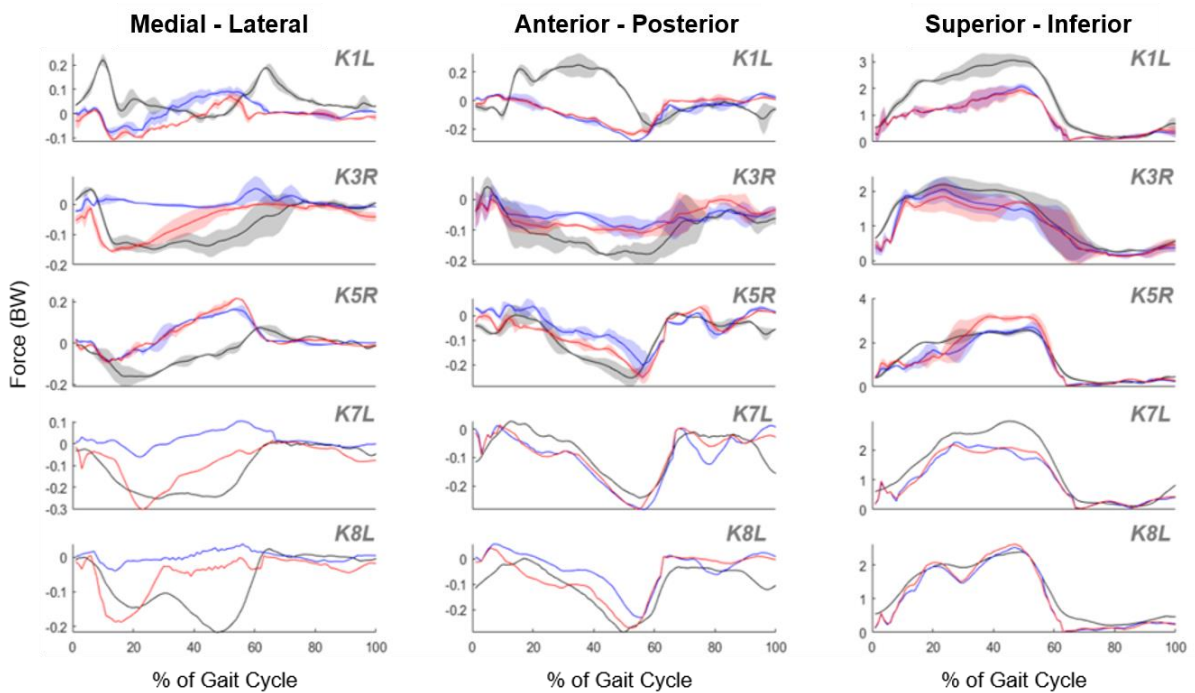 Medial - Lateral Anterior - Posterior Superior - Inferior
K1L K1L K1L
0.2 0.2 3
0.1 0 2
0 -0.2 1
-0.1 0
K3R K3R K3R
0 0 2
-0.1 -0.1 1
-0.2 -0.2 0
K5R K5R K5R
0.2 0 4
0 -0.1 2
-0.2 -0.2 0
Force (BW)
K7L K7L K7L
0.1 0 2
0 -0.1 1
-0.1 -0.2 0
-0.2
-0.3
K8L K8L K8L
0 0 2
-0.1 -0.1 1
-0.2 -0.2 0
0 20 40 60 80 100 0 20 40 60 80 100 0 20 40 60 80 100
% of Gait Cycle % of Gait Cycle % of Gait Cycle